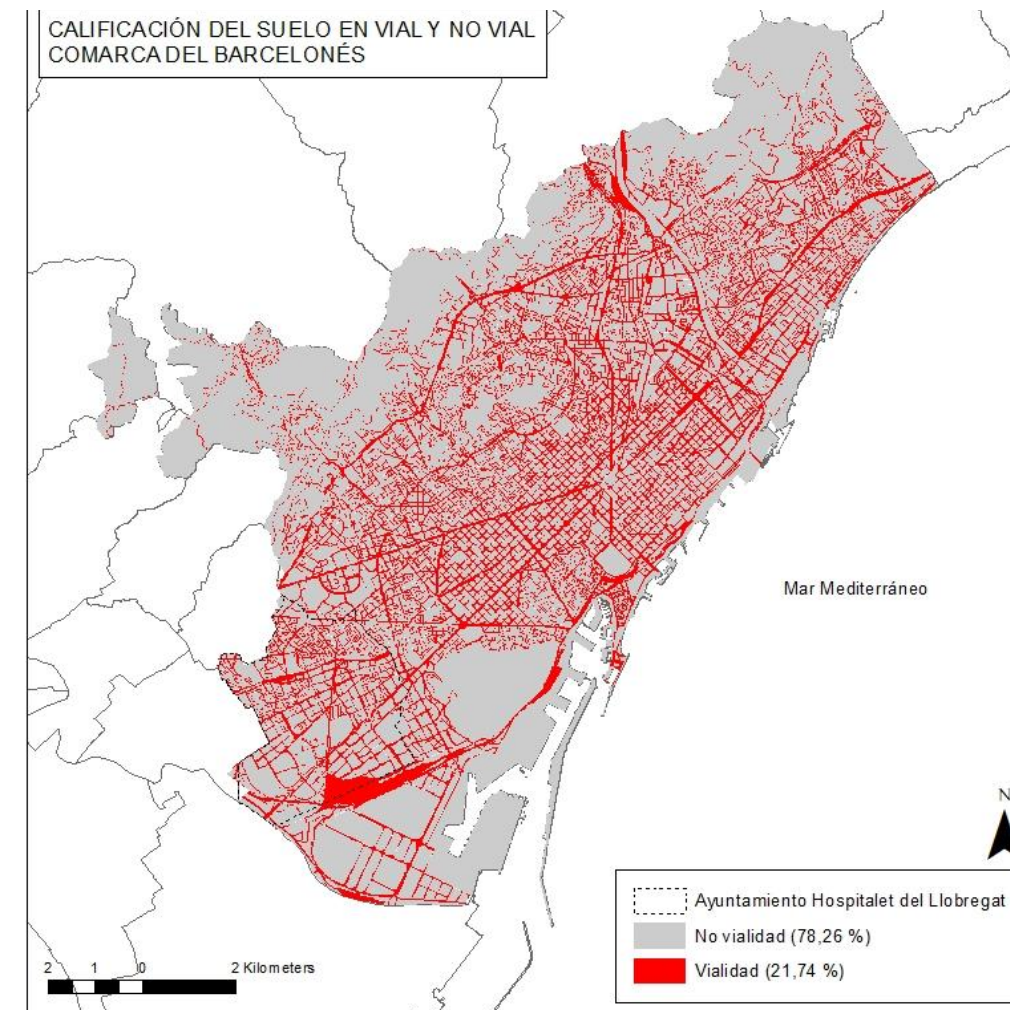 CALIFICACIÓN DEL SUELO EN VIAL Y NO VIAL
COMARCA DEL BARCELONÉS
Mar Mediterráneo
N
Ayuntamiento Hospitalet del Llobregat
No vialidad (78,26 %)
Vialidad (21,74 %)
2 1 0 2 Kilometers